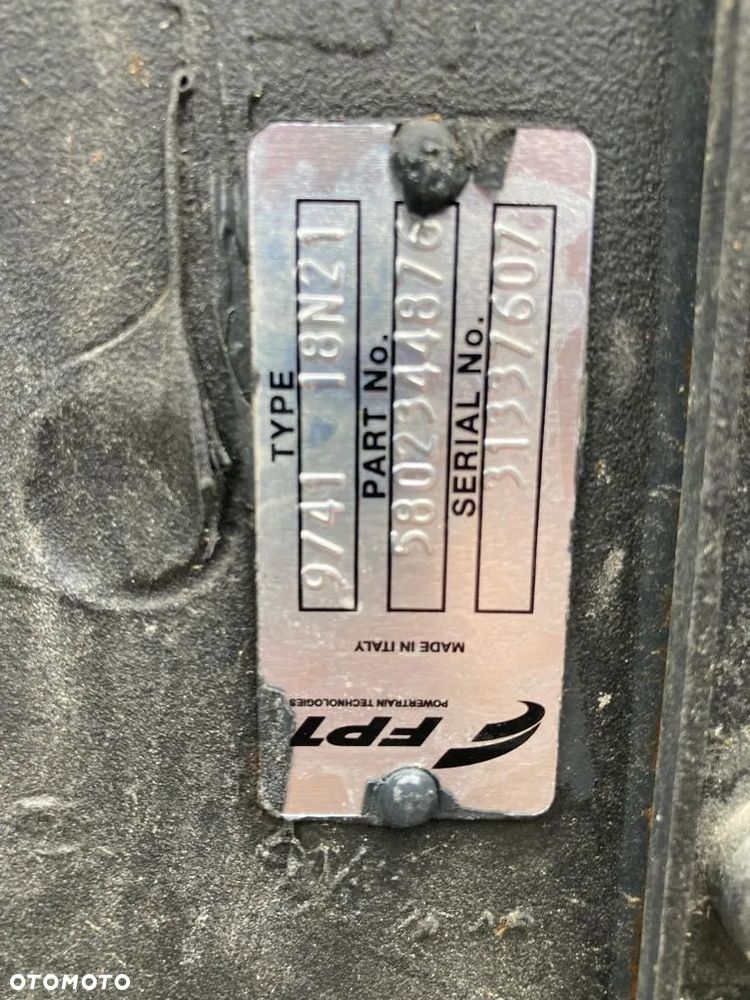 TYPE
9741 18N21
PART No.
5802344876
SERIAL No.
31337607
MADE IN ITALY
FPT
POWERTRAIN TECHNOLOGIES
OTOMOTO